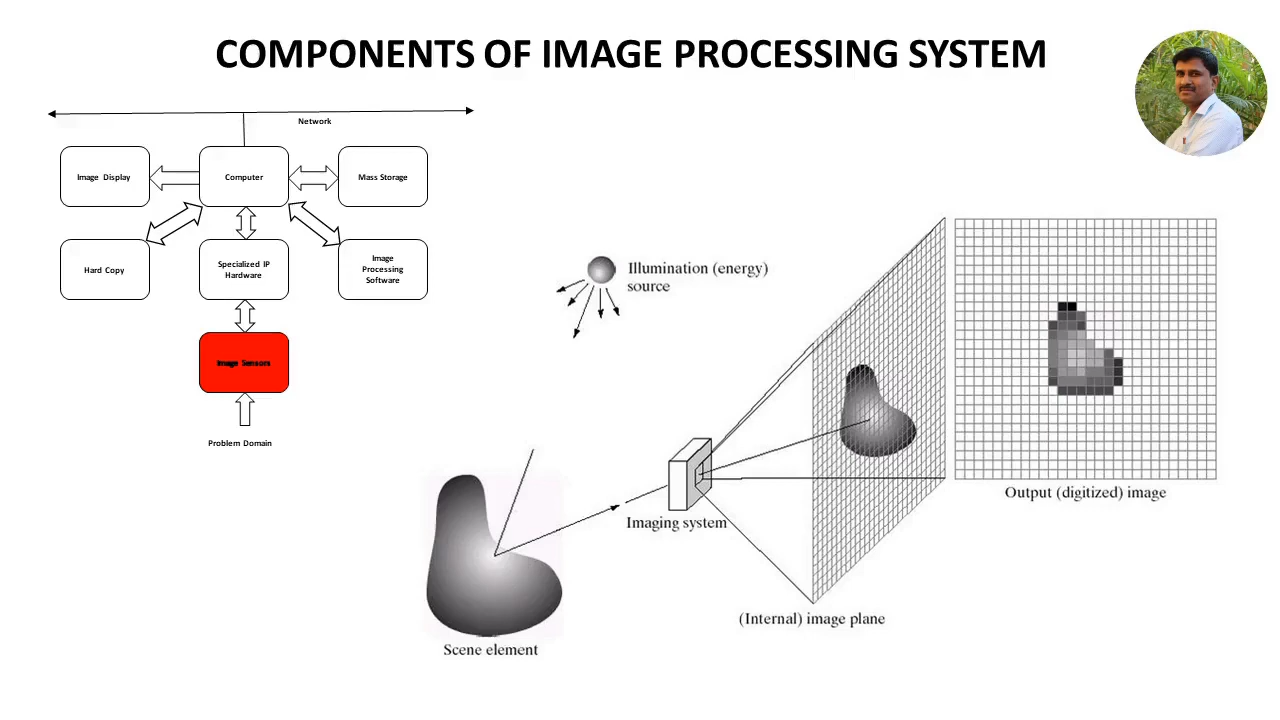 COMPONENTS OF IMAGE PROCESSING SYSTEM
Network
Image Display
Computer
Mass Storage
Hard Copy
Specialized IP
Hardware
Image
Processing
Software
Image Sensors
Problem Domain
Illumination (energy)
source
Imaging system
Output (digitized) image
(Internal) image plane
Scene element